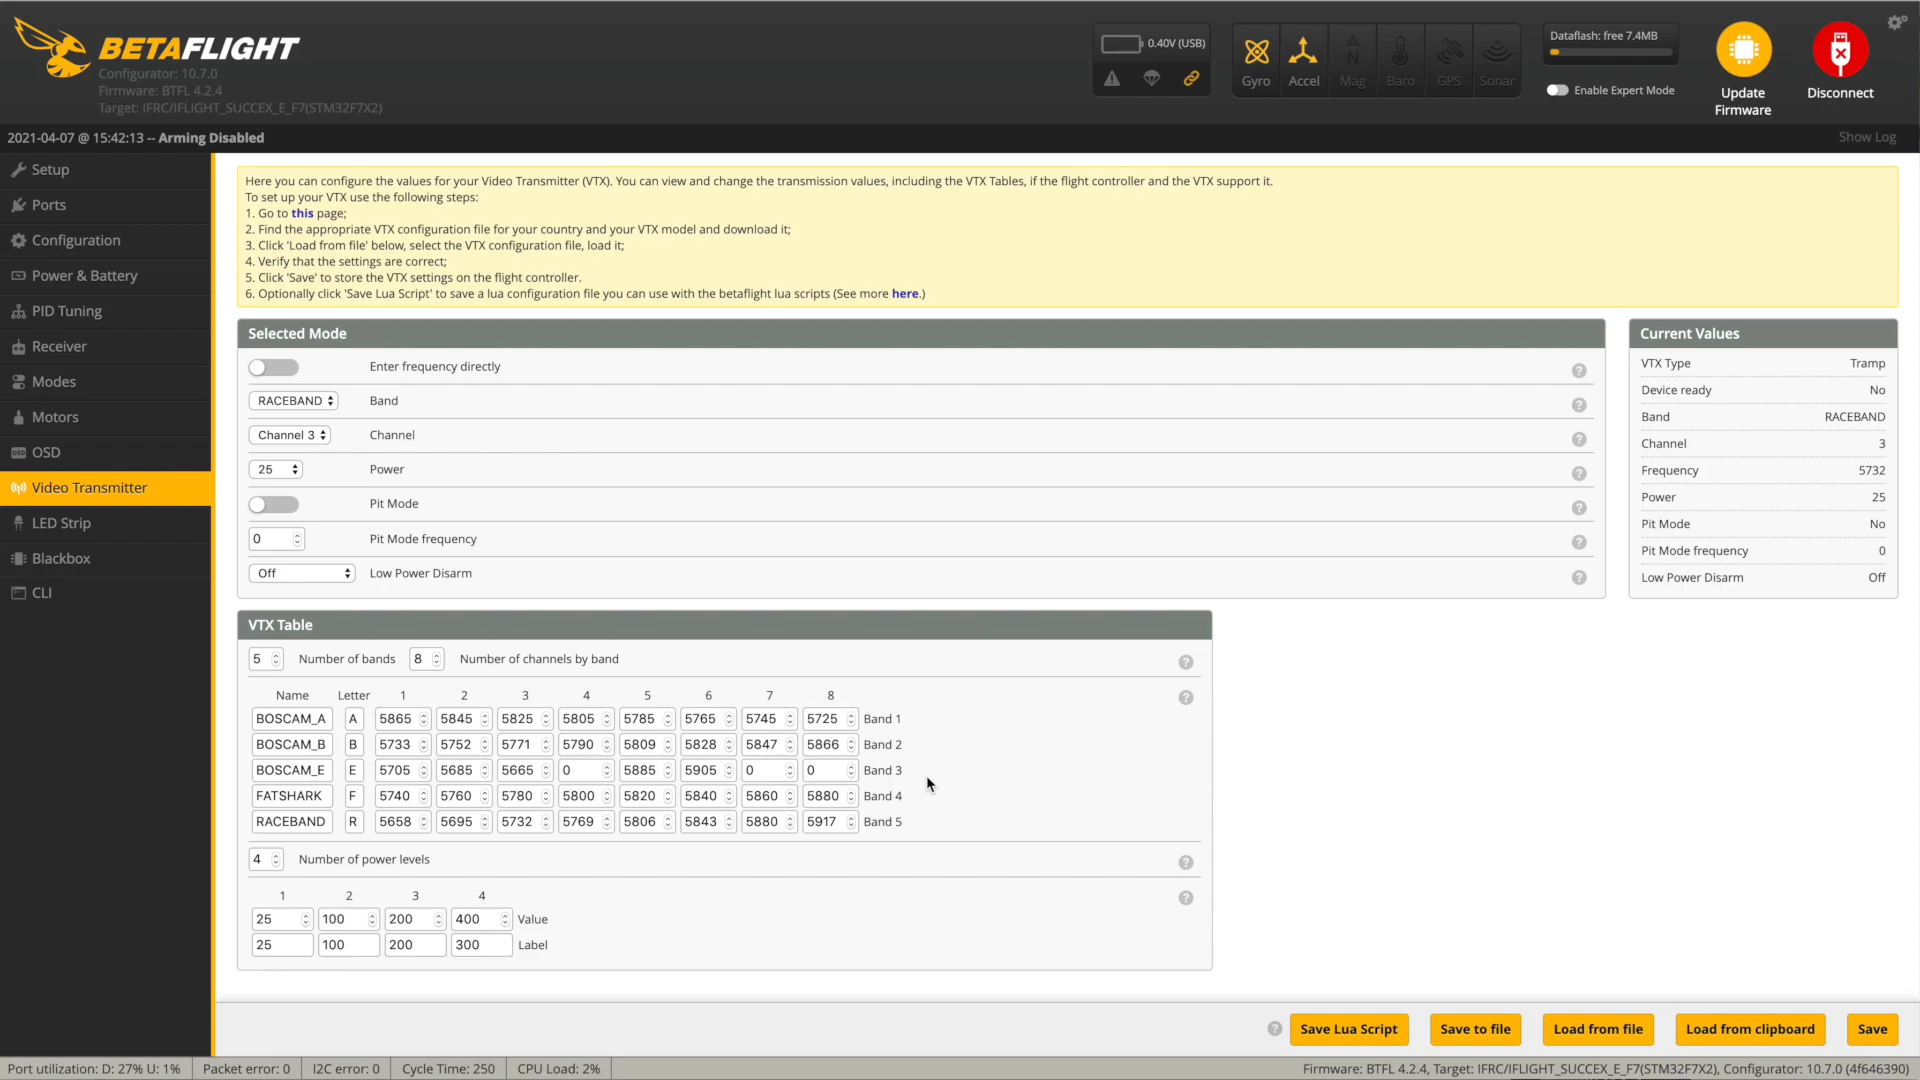 BETAFLIGHT
Configurator: 10.7.0
Firmware: BTFL 4.2.4
Target: IFRC/IFLIGHT_SUCCEX_E_F7(STM32F7X2)
0.40V (USB)
Gyro
Accel
Mag
Baro
GPS
Sonar
Dataflash: free 7.4MB
Enable Expert Mode
Update
Firmware
Disconnect
2021-04-07 @ 15:42:13 -- Arming Disabled
Show Log
Setup
Ports
Configuration
Power & Battery
PID Tuning
Receiver
Modes
Motors
OSD
Video Transmitter
LED Strip
Blackbox
CLI
Here you can configure the values for your Video Transmitter (VTX). You can view and change the transmission values, including the VTX Tables, if the flight controller and the VTX support it.
To set up your VTX use the following steps:
1. Go to this page;
2. Find the appropriate VTX configuration file for your country and your VTX model and download it;
3. Click 'Load from file' below, select the VTX configuration file, load it;
4. Verify that the settings are correct;
5. Click 'Save' to store the VTX settings on the flight controller.
6. Optionally click 'Save Lua Script' to save a lua configuration file you can use with the betaflight lua scripts (See more here.)
Selected Mode
Enter frequency directly
RACEBAND Band
Channel 3 Channel
25 Power
Pit Mode
0 Pit Mode frequency
Off Low Power Disarm
Current Values
VTX Type Tramp
Device ready No
Band RACEBAND
Channel 3
Frequency 5732
Power 25
Pit Mode No
Pit Mode frequency 0
Low Power Disarm Off
VTX Table
5 Number of bands 8 Number of channels by band
Name Letter 1 2 3 4 5 6 7 8
BOSCAM_A A 5865 5845 5825 5805 5785 5765 5745 5725 Band 1
BOSCAM_B B 5733 5752 5771 5790 5809 5828 5847 5866 Band 2
BOSCAM_E E 5705 5685 5665 0 5885 5905 0 0 Band 3
FATSHARK F 5740 5760 5780 5800 5820 5840 5860 5880 Band 4
RACEBAND R 5658 5695 5732 5769 5806 5843 5880 5917 Band 5
4 Number of power levels
1 2 3 4
25 100 200 400 Value
25 100 200 300 Label
Save Lua Script
Save to file
Load from file
Load from clipboard
Save
Port utilization: D: 27% U: 1% Packet error: 0 I2C error: 0 Cycle Time: 250 CPU Load: 2% Firmware: BTFL 4.2.4, Target: IFRC/IFLIGHT_SUCCEX_E_F7(STM32F7X2), Configurator: 10.7.0 (4f646390)